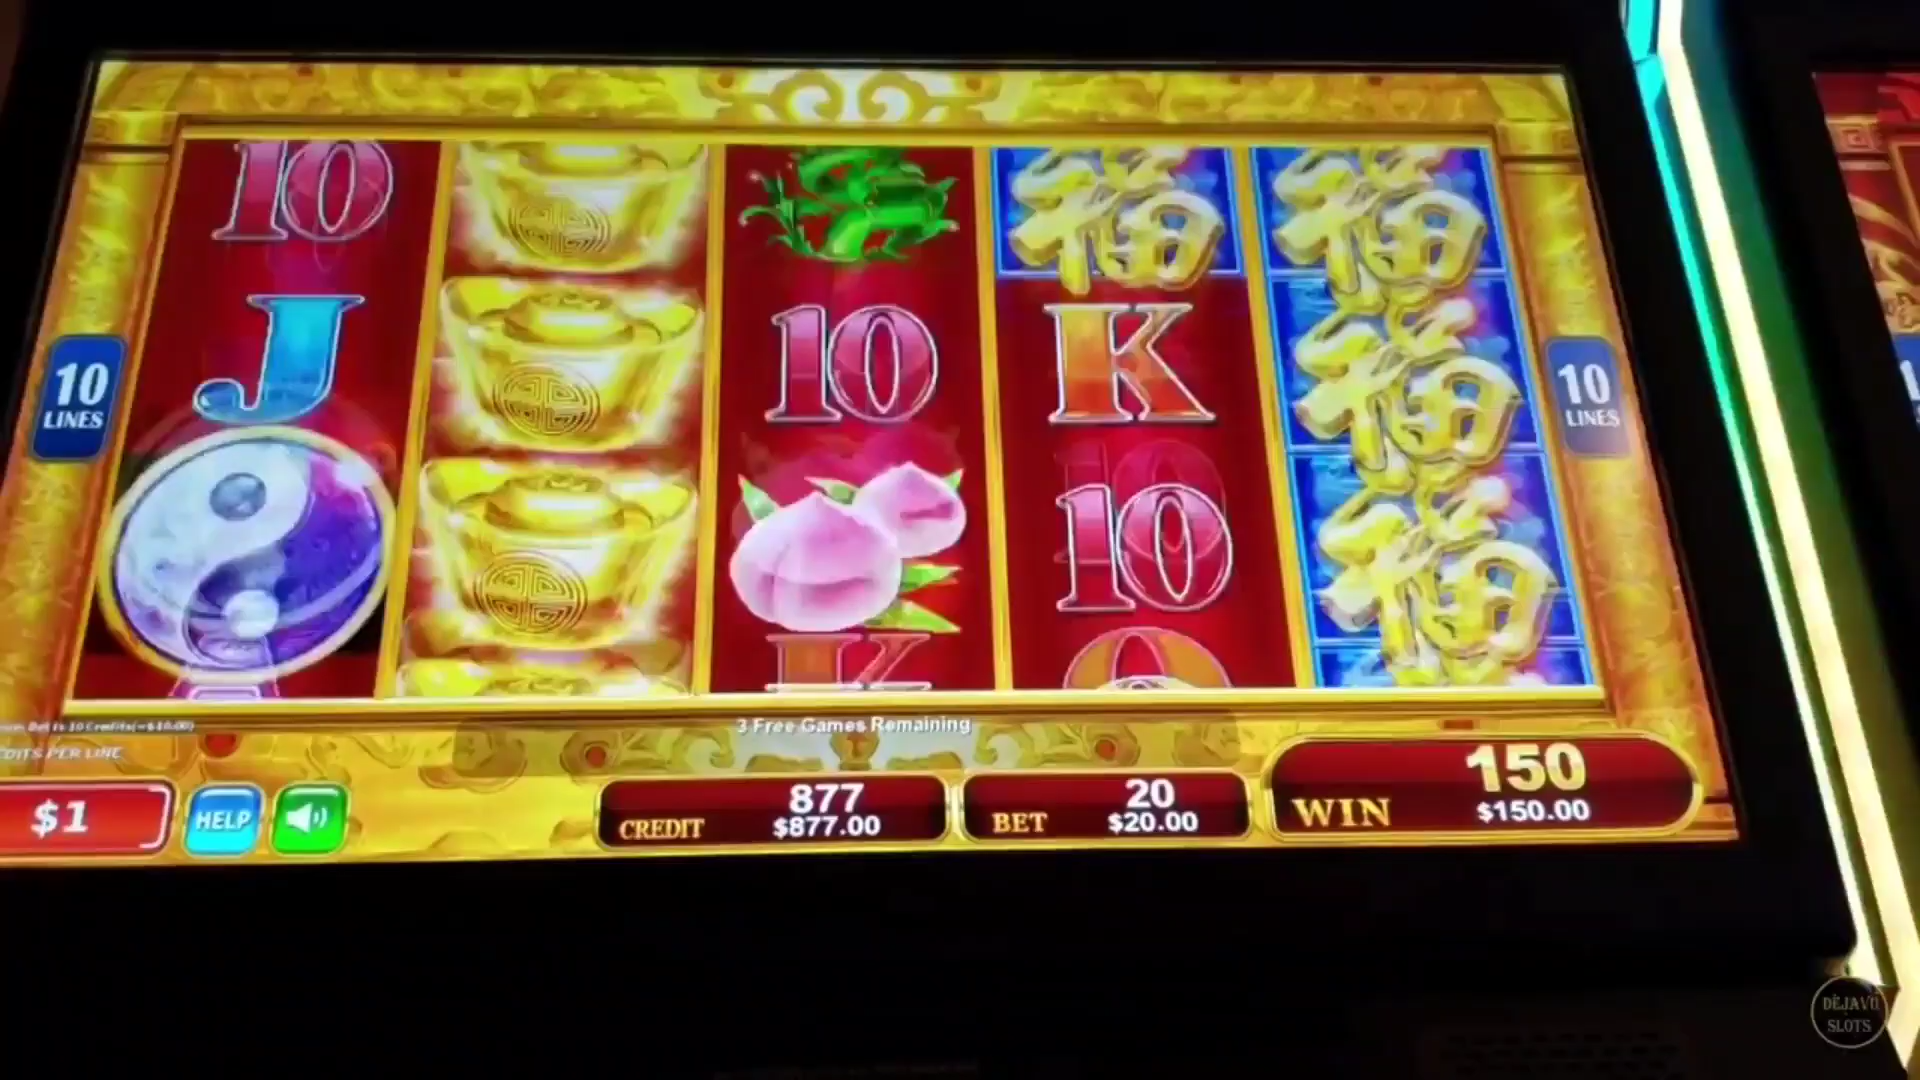 10
福 福
J 10 K 福
10 LINES
10 LINES
10 福
K Q
3 Free Games Remaining
$1
HELP
CREDIT 877 $877.00
BET 20 $20.00
WIN 150 $150.00
DEJAVU SLOTS